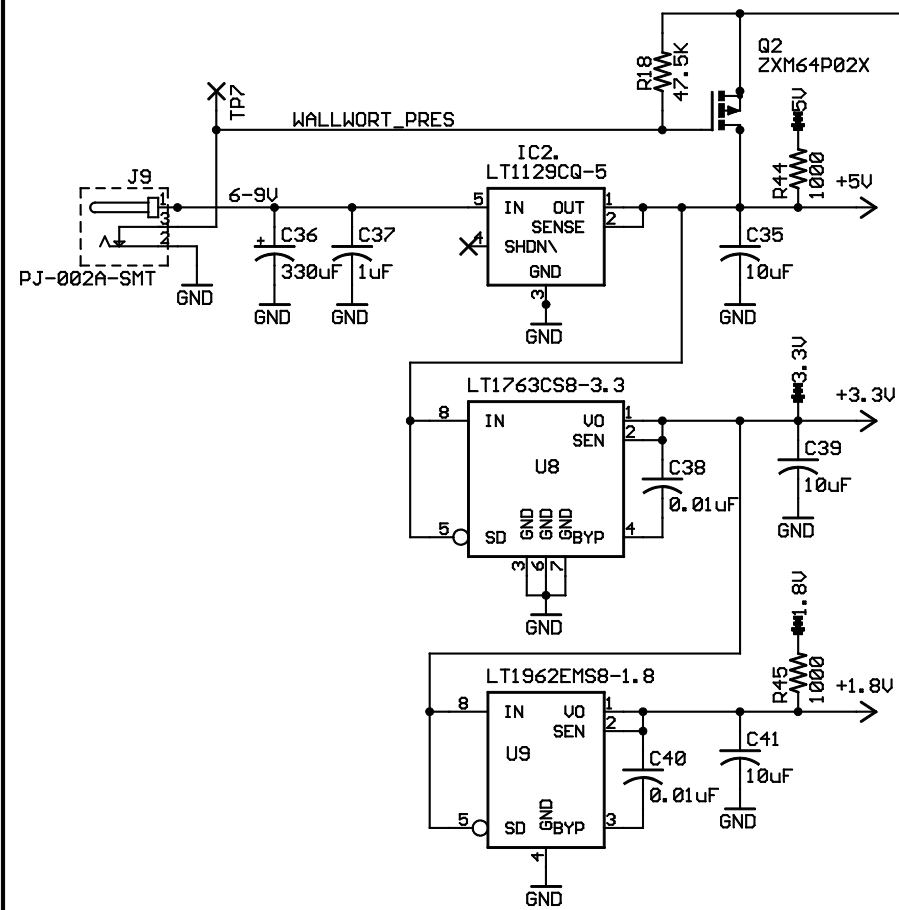 Q2
ZXM64P02X
R18
47.5K
TP7
WALLWORT_PRES
5V
R44
1000
+5V
IC2.
LT1129CQ-5
J9
1
3
2
6-9V
PJ-002A-SMT
GND
C36
330uF
GND
C37
1uF
GND
5
IN
OUT
1
SENSE
2
4
SHDN\
GND
3
GND
C35
10uF
GND
LT1763CS8-3.3
8
IN
VO
1
SEN
2
U8
5
SD
GND
GND
GND
BYP
4
3
6
7
GND
C38
0.01uF
3.3V
+3.3V
C39
10uF
GND
LT1962EMS8-1.8
8
IN
VO
1
SEN
2
U9
5
SD
GND
BYP
3
4
GND
C40
0.01uF
C41
10uF
GND
1.8V
R45
1000
+1.8V